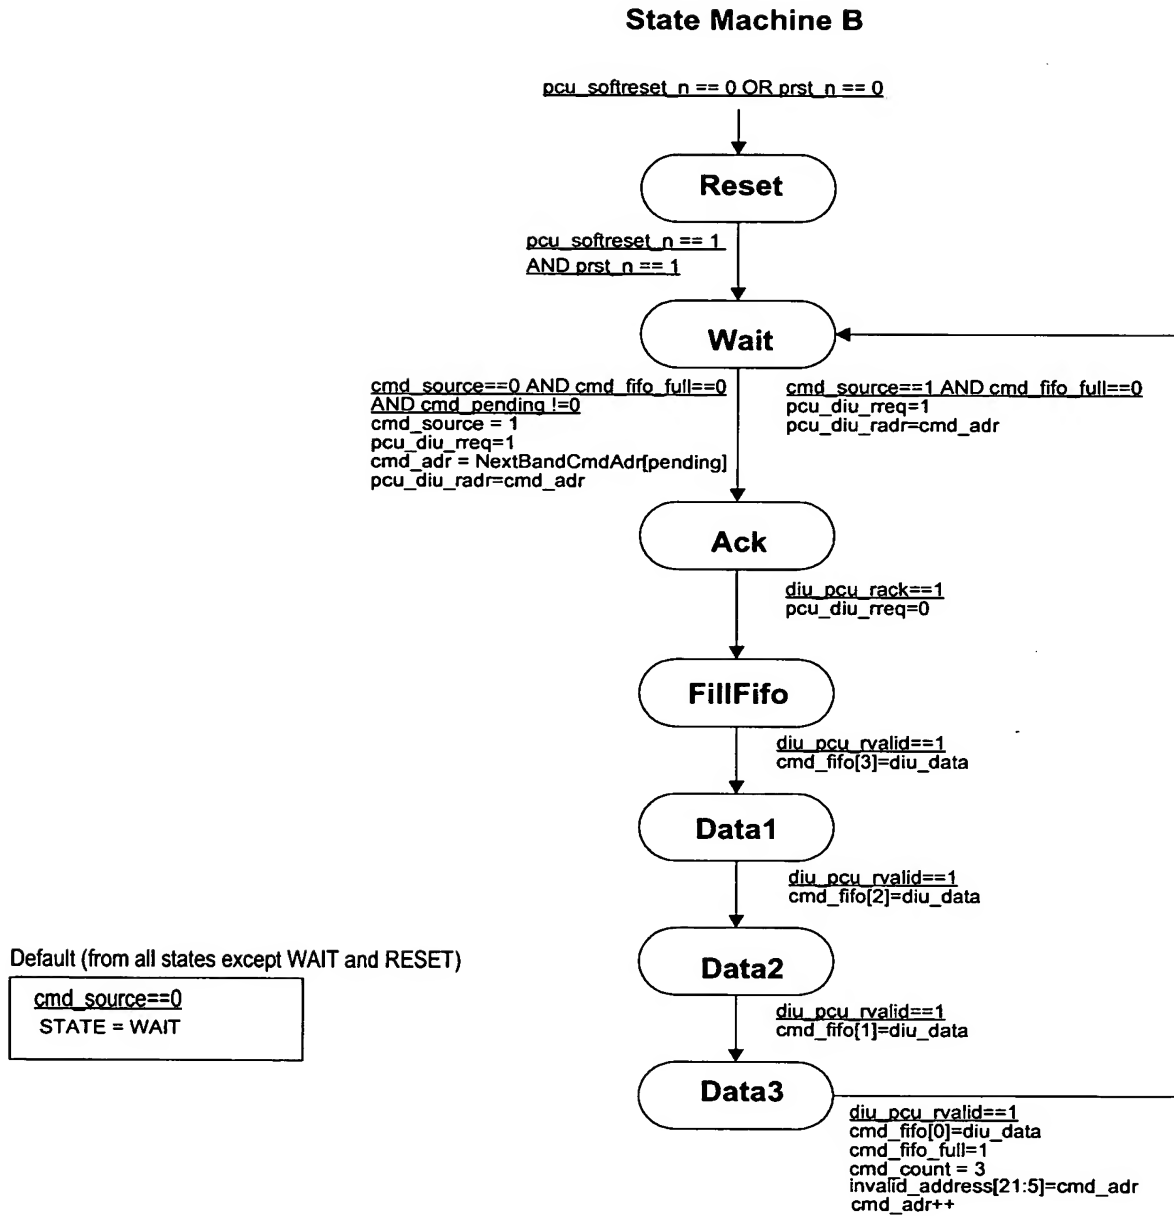 State Machine B
pcu_softreset_n == 0 OR prst_n == 0
Reset
pcu_softreset_n == 1
AND prst_n == 1
Wait
cmd_source==0 AND cmd_fifo_full==0
AND cmd_pending !=0
cmd_source = 1
pcu_diu_rreq=1
cmd_adr = NextBandCmdAdr[pending]
pcu_diu_radr=cmd_adr
cmd_source==1 AND cmd_fifo_full==0
pcu_diu_rreq=1
pcu_diu_radr=cmd_adr
Ack
diu_pcu_rack==1
pcu_diu_rreq=0
FillFifo
diu_pcu_rvalid==1
cmd_fifo[3]=diu_data
Data1
diu_pcu_rvalid==1
cmd_fifo[2]=diu_data
Data2
diu_pcu_rvalid==1
cmd_fifo[1]=diu_data
Data3
diu_pcu_rvalid==1
cmd_fifo[0]=diu_data
cmd_fifo_full=1
cmd_count = 3
invalid_address[21:5]=cmd_adr
cmd_adr++
Default (from all states except WAIT and RESET)
cmd_source==0
STATE = WAIT